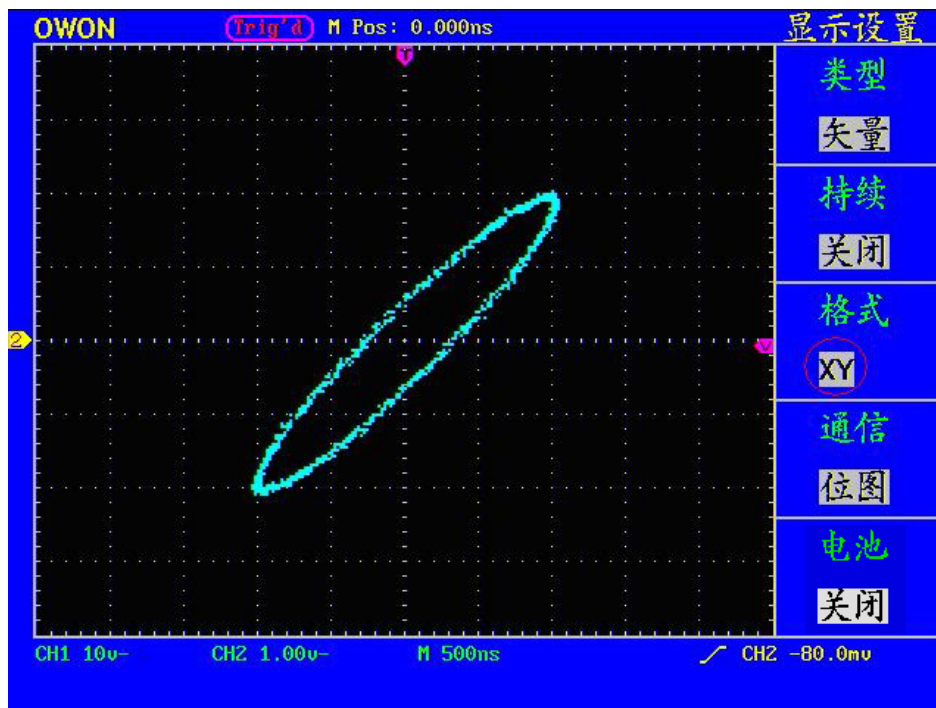 OWON Trig'd M Pos: 0.000ns 显示设置
T
类型
矢量
持续
关闭
2
格式
XY
通信
位图
电池
关闭
CH1 10v- CH2 1.00v- M 500ns CH2 -80.0mv